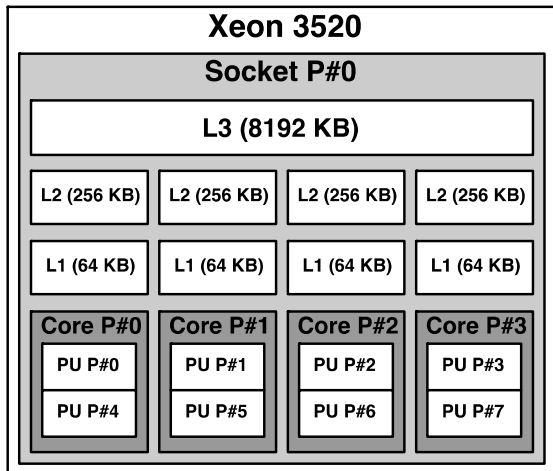 Xeon 3520
Socket P#0
L3 (8192 KB)
L2 (256 KB) L2 (256 KB) L2 (256 KB) L2 (256 KB)
L1 (64 KB) L1 (64 KB) L1 (64 KB) L1 (64 KB)
Core P#0 Core P#1 Core P#2 Core P#3
PU P#0 PU P#1 PU P#2 PU P#3
PU P#4 PU P#5 PU P#6 PU P#7